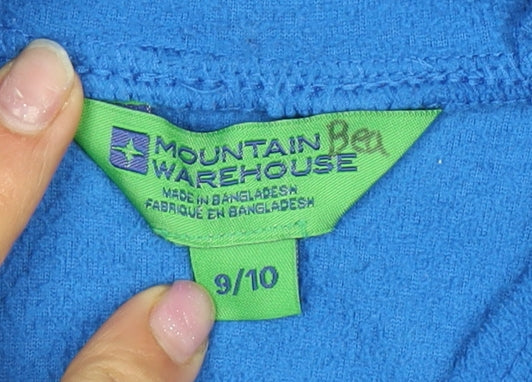 MOUNTAIN
WAREHOUSE
Bea
MADE IN BANGLADESH
FABRIQUÉ EN BANGLADESH
9/10